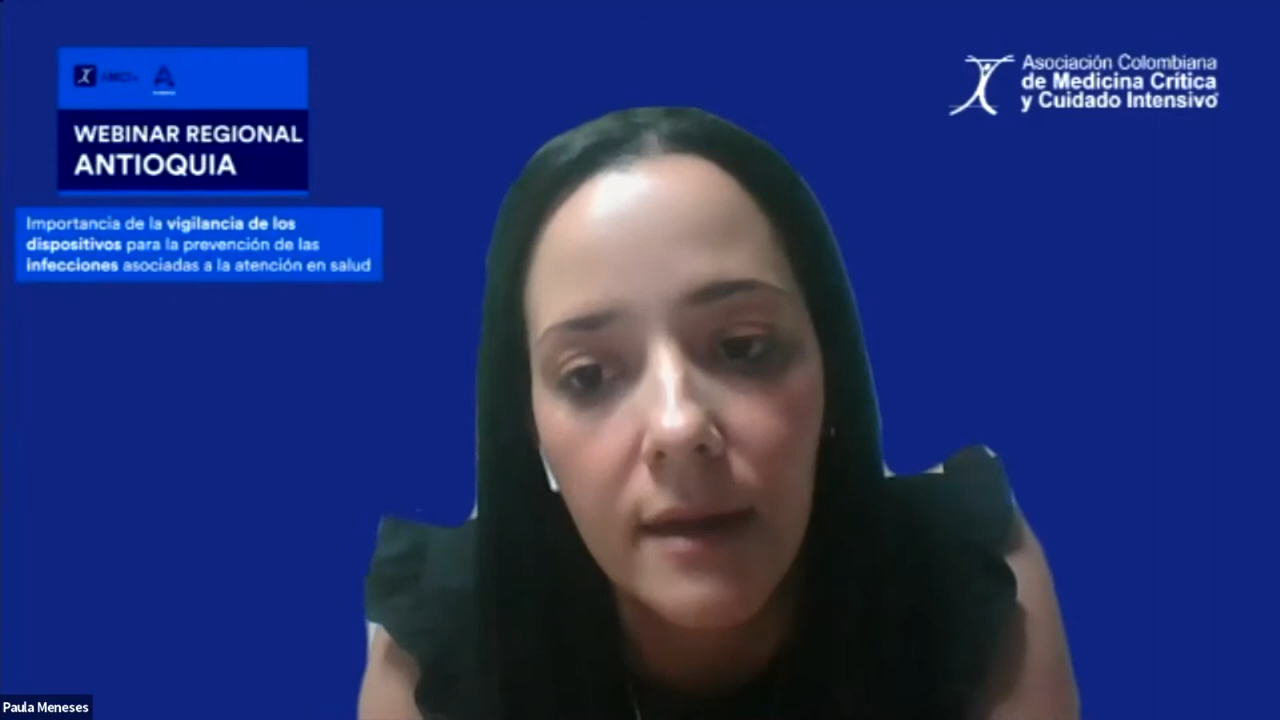 WEBINAR REGIONAL
ANTIOQUIA
Importancia de la vigilancia de los
dispositivos para la prevención de las
infecciones asociadas a la atención en salud
Asociación Colombiana
de Medicina Crítica
y Cuidado Intensivo
Paula Meneses